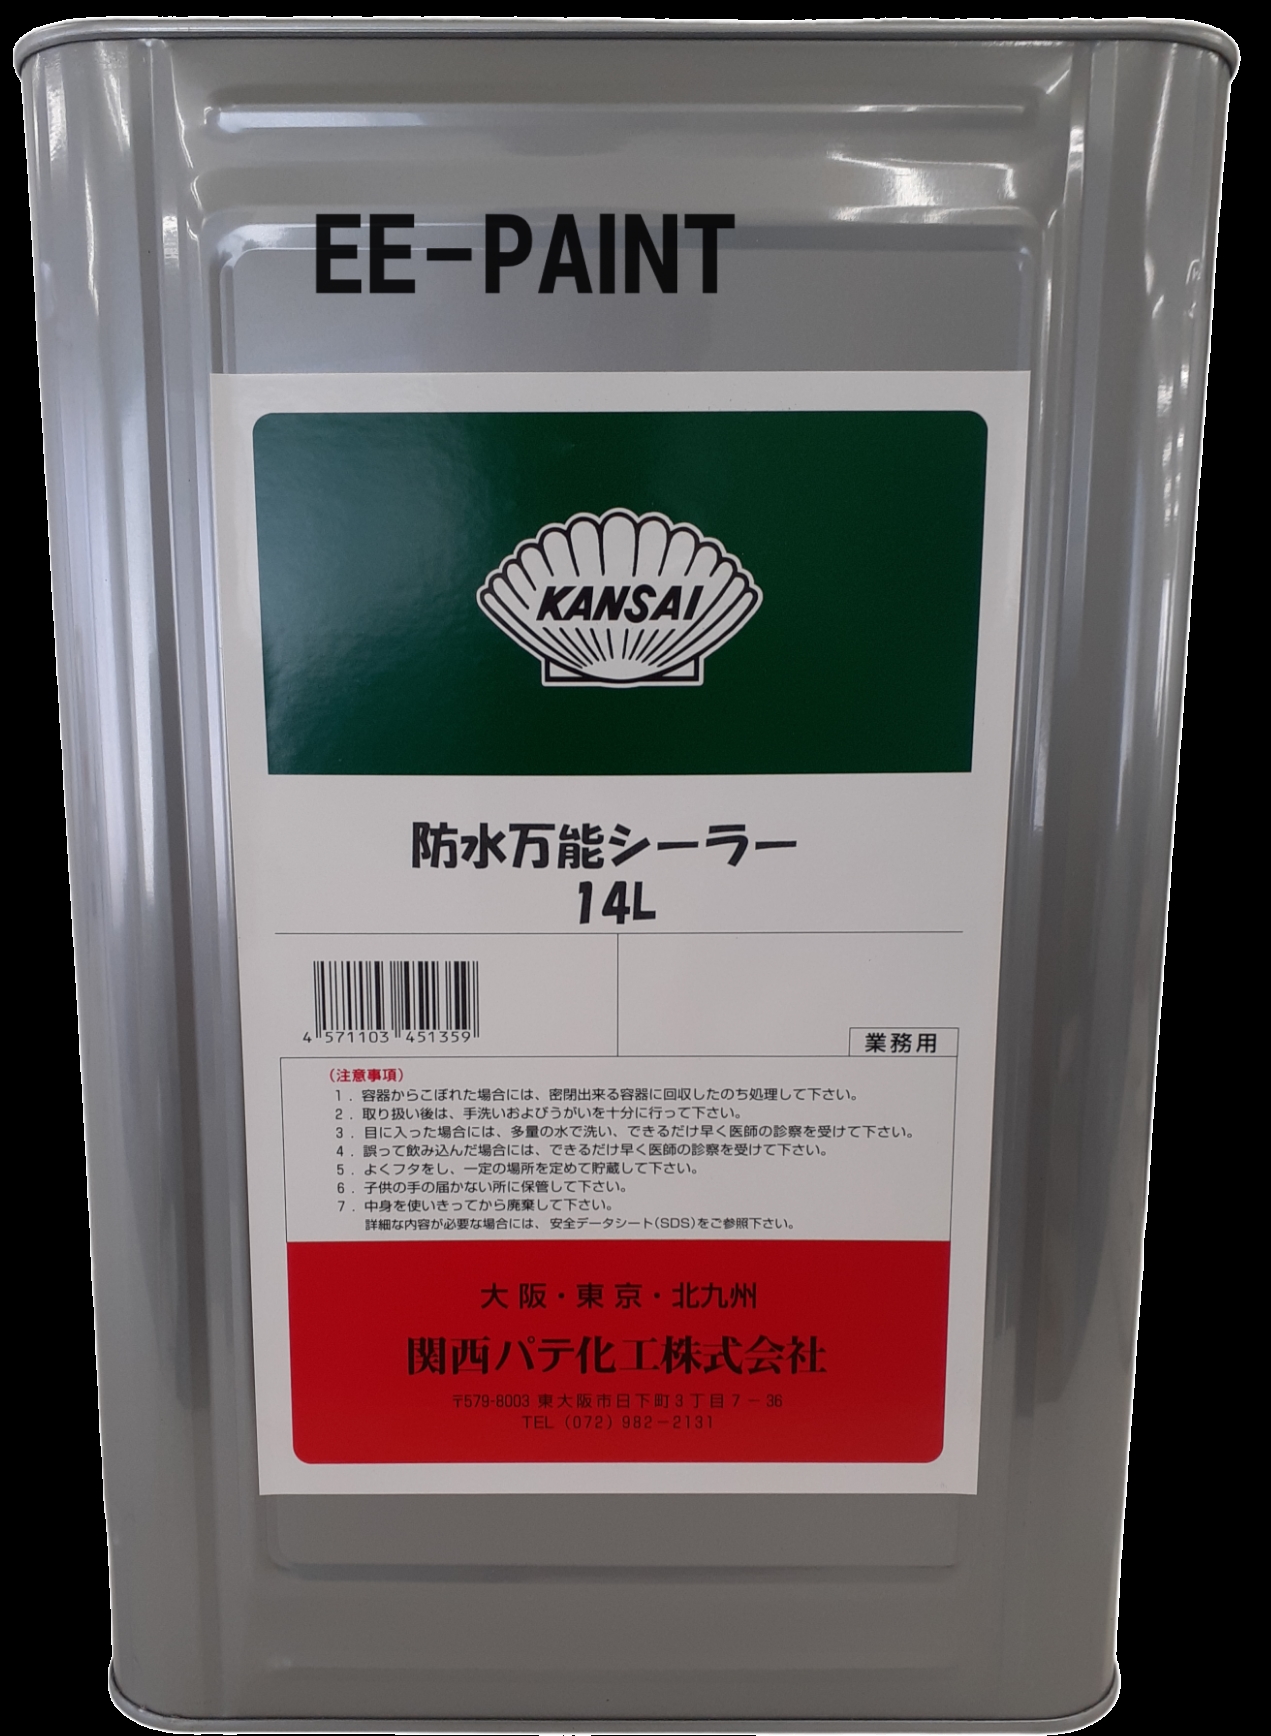 EE-PAINT
KANSAI
防水万能シーラー
14L
4 571103 451359
業務用
(注意事項)
1. 容器からこぼれた場合には、密閉出来る容器に回収したのち処理して下さい。
2. 取り扱い後は、手洗いおよびうがいを十分に行って下さい。
3. 目に入った場合には、多量の水で洗い、できるだけ早く医師の診察を受けて下さい。
4. 誤って飲み込んだ場合には、できるだけ早く医師の診察を受けて下さい。
5. よくフタをし、一定の場所を定めて貯蔵して下さい。
6. 子供の手の届かない所に保管して下さい。
7. 中身を使いきってから廃棄して下さい。
詳細な内容が必要な場合には、安全データシート(SDS)をご参照下さい。
大阪・東京・北九州
関西パテ化工株式会社
〒579-8003 東大阪市日下町3丁目7-36
TEL (072) 982-2131